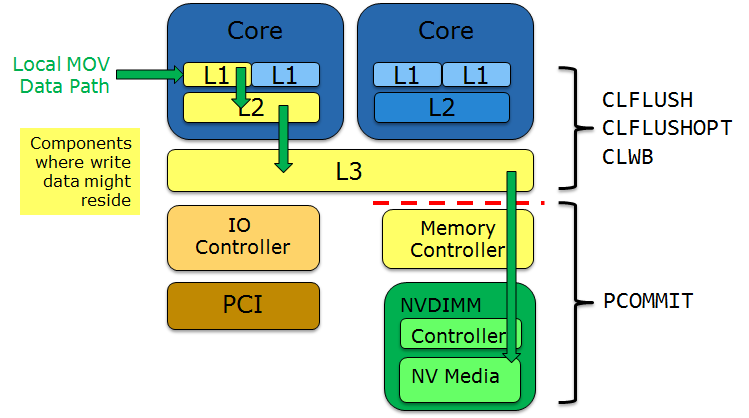 Core
Core
Local MOV
Data Path
L1
L1
L1
L1
L2
L2
CLFLUSH
CLFLUSHOPT
CLWB
Components
where write
data might
reside
L3
IO
Controller
Memory
Controller
PCI
NVDIMM
Controller
NV Media
PCOMMIT